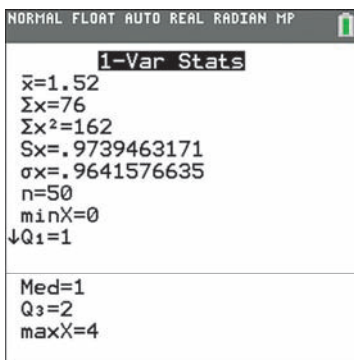 NORMAL FLOAT AUTO REAL RADIAN MP
1-Var Stats
x̄=1.52
Σx=76
Σx²=162
Sx=.9739463171
σx=.9641576635
n=50
minX=0
↓Q₁=1
Med=1
Q₃=2
maxX=4